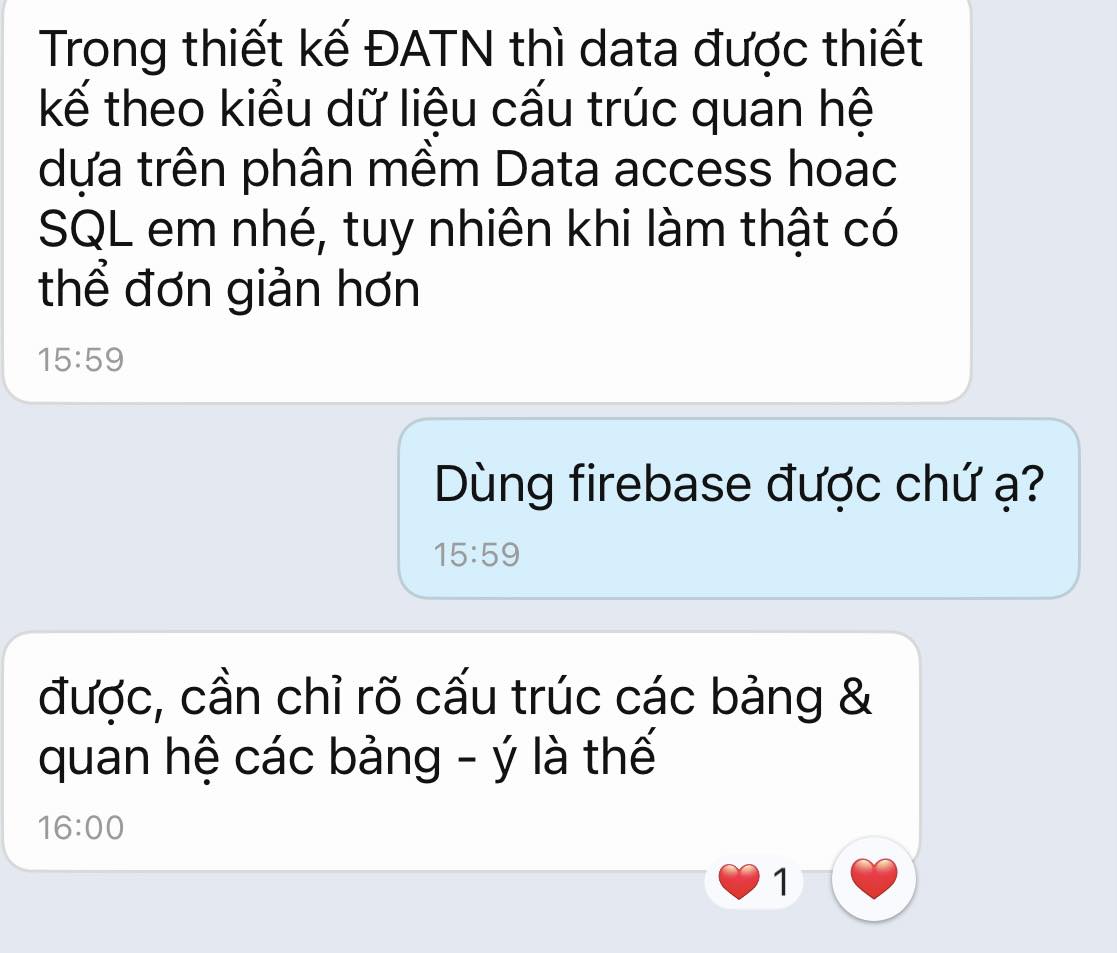 Trong thiết kế ĐATN thì data được thiết
kế theo kiểu dữ liệu cấu trúc quan hệ
dựa trên phân mềm Data access hoac
SQL em nhé, tuy nhiên khi làm thật có
thể đơn giản hơn
15:59
Dùng firebase được chứ ạ?
15:59
được, cần chỉ rõ cấu trúc các bảng &
quan hệ các bảng - ý là thế
16:00
1